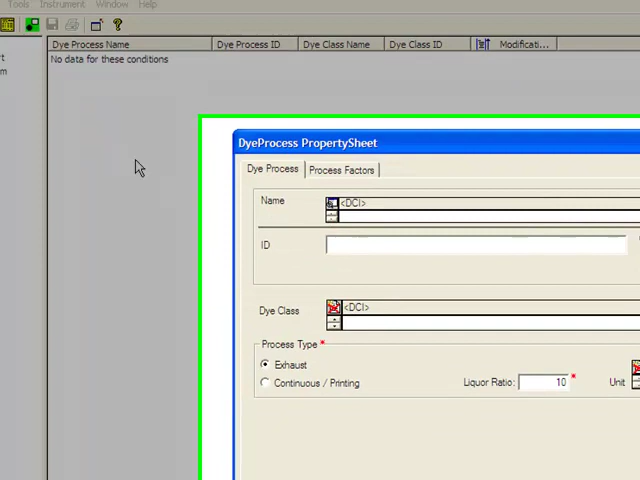 Tools Instrument Window Help
Dye Process Name Dye Process ID Dye Class Name Dye Class ID Modificati...
No data for these conditions
DyeProcess PropertySheet
Dye Process Process Factors
Name <DCI>
ID
Dye Class <DCI>
Process Type *
Exhaust
Continuous / Printing Liquor Ratio: 10 * Unit